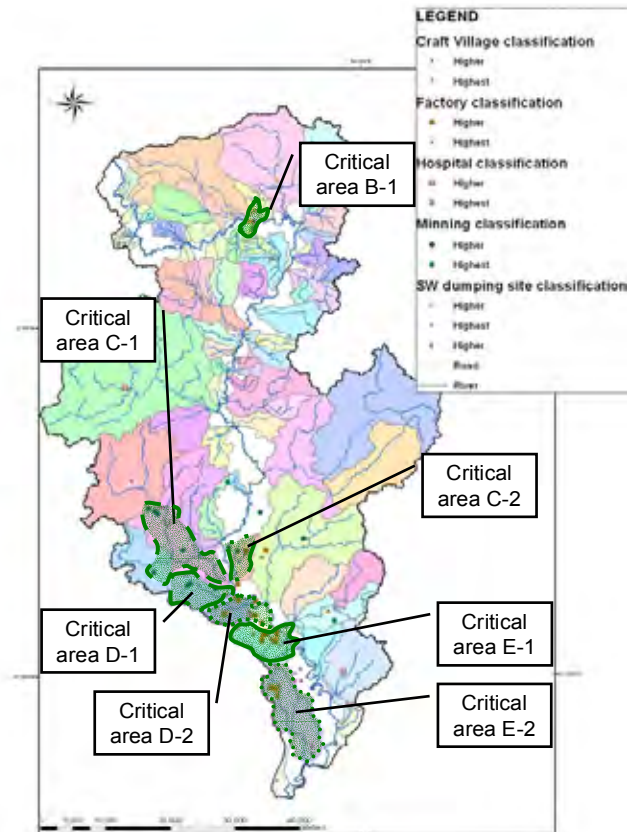 LEGEND
Craft Village classification
Higher
Highest
Factory classification
Higher
Highest
Hospital classification
Higher
Highest
Minning classification
Higher
Highest
SW dumping site classification
Higher
Highest
Higher
Road
River
Critical
area B-1
Critical
area C-1
Critical
area C-2
Critical
area D-1
Critical
area E-1
Critical
area D-2
Critical
area E-2